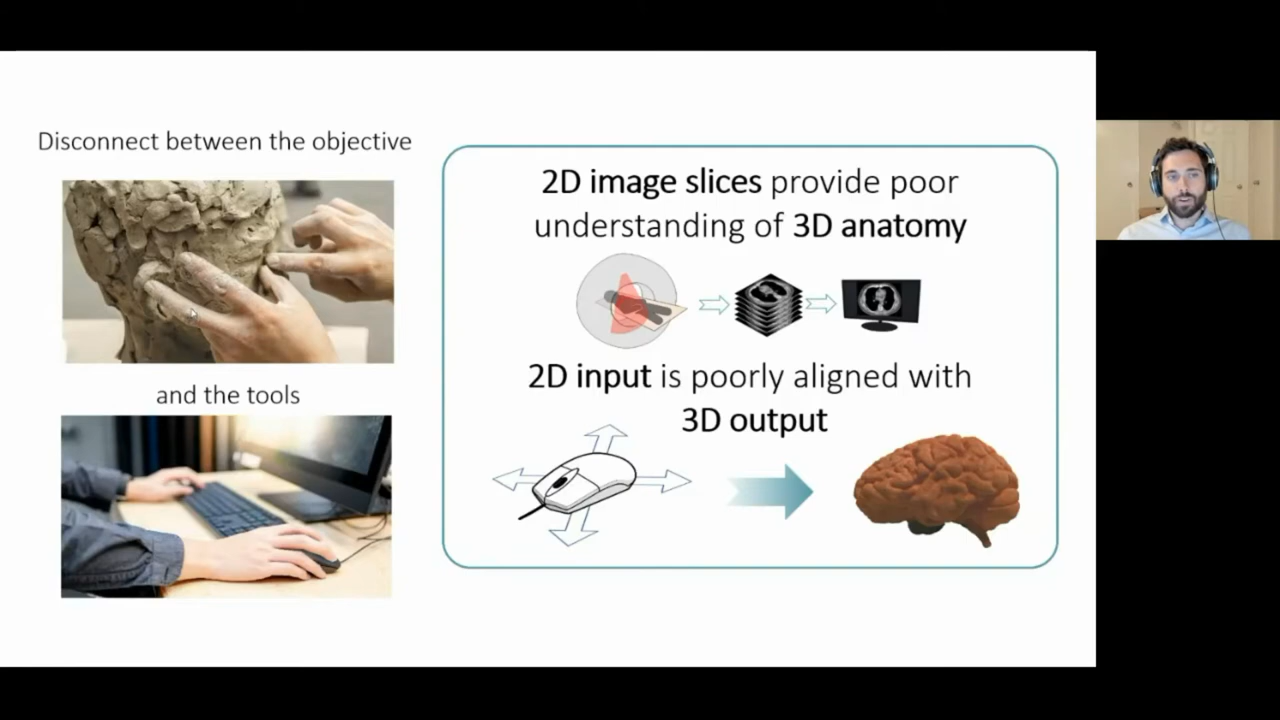 Disconnect between the objective
and the tools
2D image slices provide poor
understanding of 3D anatomy
2D input is poorly aligned with
3D output